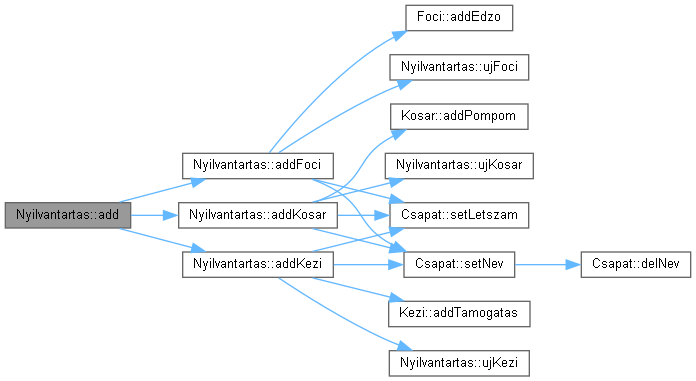 Foci::addEdzo
Nyilvantartas::ujFoci
Kosar::addPompom
Nyilvantartas::addFoci
Nyilvantartas::ujKosar
Nyilvantartas::add
Nyilvantartas::addKosar
Csapat::setLetszam
Nyilvantartas::addKezi
Csapat::setNev
Csapat::delNev
Kezi::addTamogatas
Nyilvantartas::ujKezi